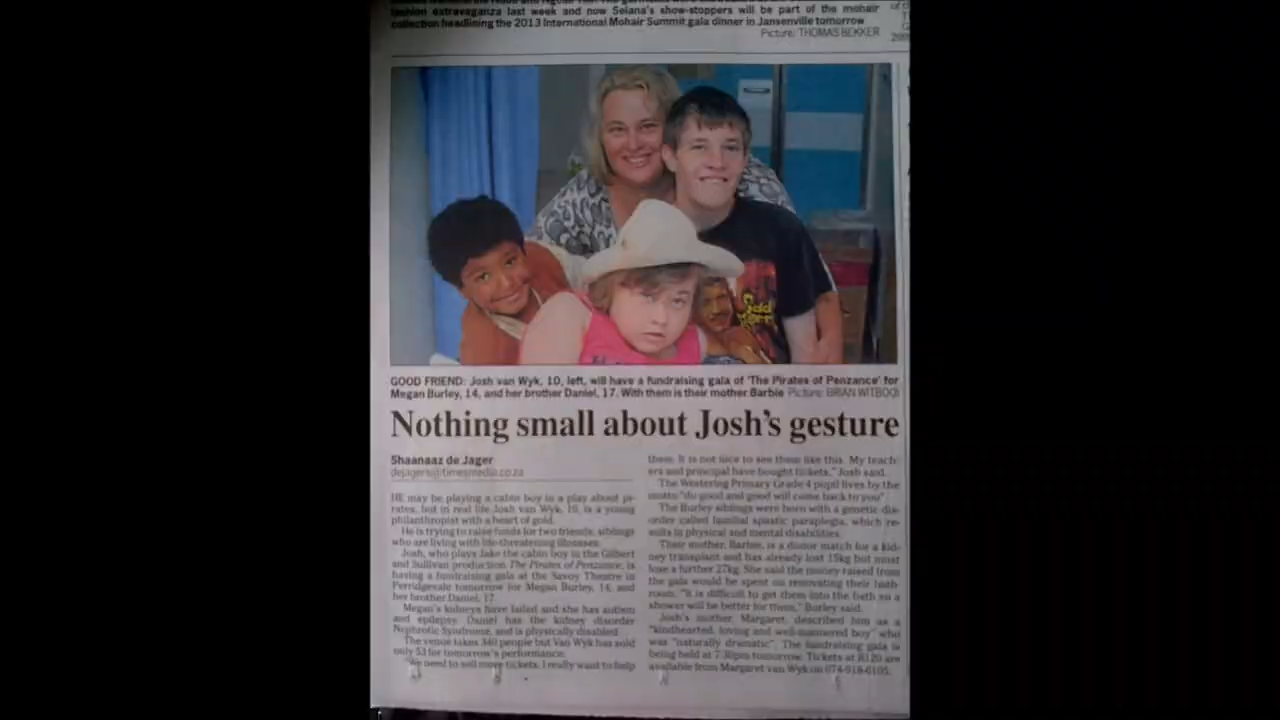 fashion extravaganza last week and now Seiana's show-stoppers will be part of the mohair
collection headlining the 2013 International Mohair Summit gala dinner in Jansenville tomorrow
Picture: THOMAS BEKKER
GOOD FRIEND: Josh van Wyk, 10, left, will have a fundraising gala of 'The Pirates of Penzance' for
Megan Burley, 14, and her brother Daniel, 17. With them is their mother Barbie Picture: BRIAN WITBOOI
Nothing small about Josh's gesture
Shaanaaz de Jager
dejagers@timesmedia.co.za
HE may be playing a cabin boy in a play about pi-
rates, but in real life Josh van Wyk, 10, is a young
philanthropist with a heart of gold.
He is trying to raise funds for two friends, siblings
who are living with life-threatening illnesses.
Josh, who plays Jake the cabin boy in the Gilbert
and Sullivan production The Pirates of Penzance, is
having a fundraising gala at the Savoy Theatre in
Perridgevale tomorrow for Megan Burley, 14, and
her brother Daniel, 17.
Megan's kidneys have failed and she has autism
and epilepsy. Daniel has the kidney disorder
Nephrotic Syndrome, and is physically disabled.
The venue takes 340 people but Van Wyk has sold
only 53 for tomorrow's performance.
"We need to sell more tickets. I really want to help
them. It is not nice to see them like this. My teach-
ers and principal have bought tickets," Josh said.
The Westering Primary Grade 4 pupil lives by the
motto "do good and good will come back to you".
The Burley siblings were born with a genetic dis-
order called familial spastic paraplegia, which re-
sults in physical and mental disabilities.
Their mother, Barbie, is a donor match for a kid-
ney transplant and has already lost 15kg but must
lose a further 27kg. She said the money raised from
the gala would be spent on renovating their bath-
room. "It is difficult to get them into the bath so a
shower will be better for them," Burley said.
Josh's mother, Margaret, described him as a
"kindhearted, loving and well-mannered boy" who
was "naturally dramatic". The fundraising gala is
being held at 7.30pm tomorrow. Tickets at R120 are
available from Margaret van Wyk on 074-918-6105.